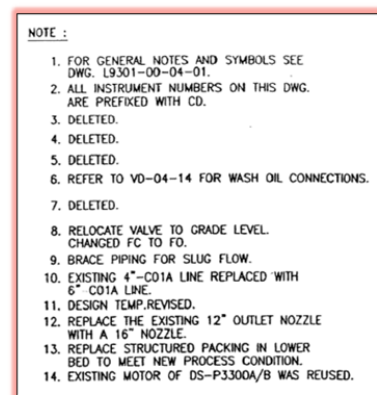 NOTE :
1. FOR GENERAL NOTES AND SYMBOLS SEE
DWG. L9301-00-04-01.
2. ALL INSTRUMENT NUMBERS ON THIS DWG.
ARE PREFIXED WITH CD.
3. DELETED.
4. DELETED.
5. DELETED.
6. REFER TO VD-04-14 FOR WASH OIL CONNECTIONS.
7. DELETED.
8. RELOCATE VALVE TO GRADE LEVEL.
CHANGED FC TO FO.
9. BRACE PIPING FOR SLUG FLOW.
10. EXISTING 4"-C01A LINE REPLACED WITH
6"-C01A LINE.
11. DESIGN TEMP.REVISED.
12. REPLACE THE EXISTING 12" OUTLET NOZZLE
WITH A 16" NOZZLE.
13. REPLACE STRUCTURED PACKING IN LOWER
BED TO MEET NEW PROCESS CONDITION.
14. EXISTING MOTOR OF DS-P3300A/B WAS REUSED.